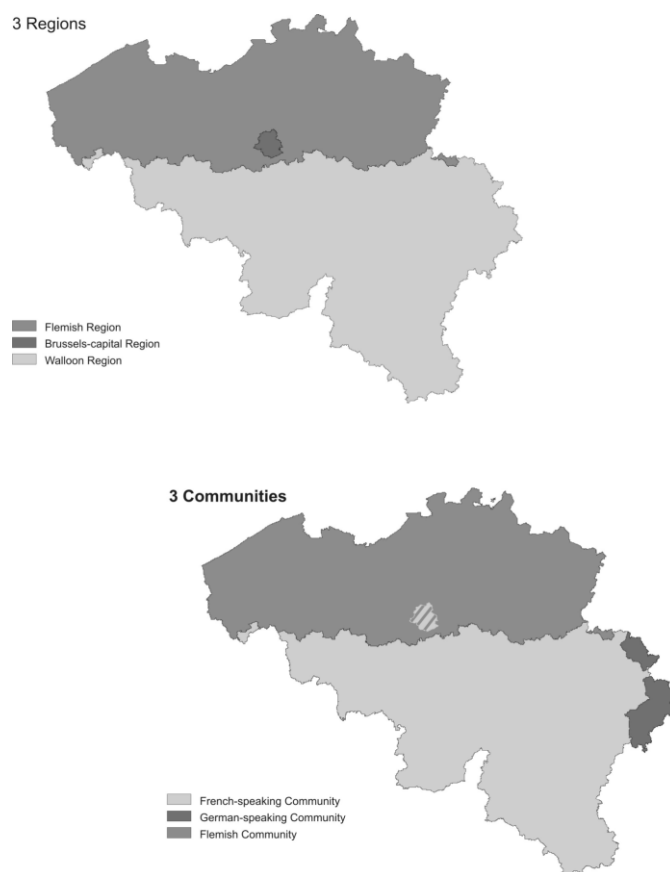 3 Regions
Flemish Region
Brussels-capital Region
Walloon Region
3 Communities
French-speaking Community
German-speaking Community
Flemish Community